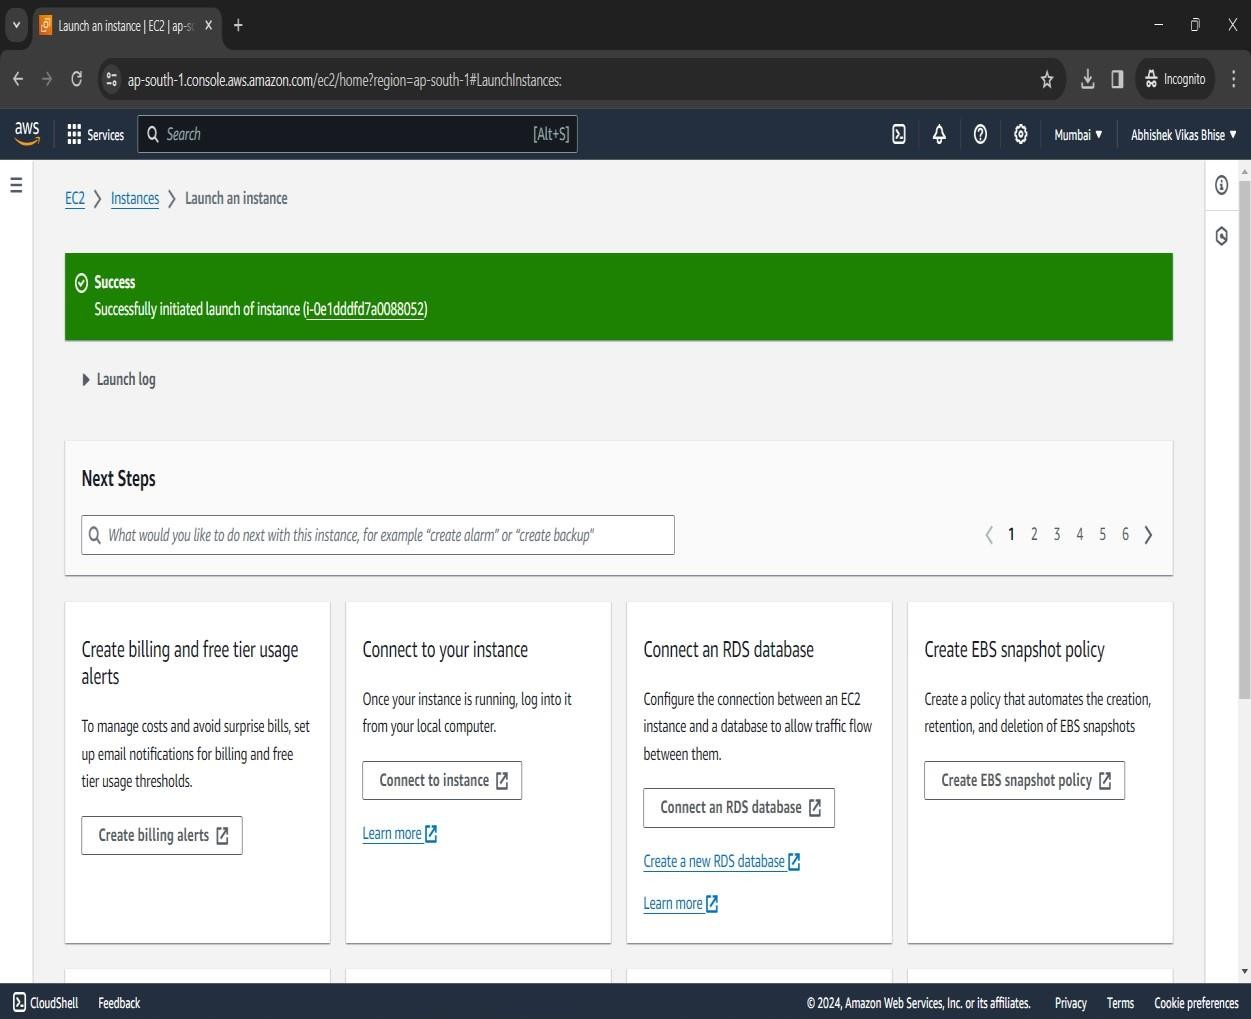 Launch an instance | EC2 | ap-s
ap-south-1.console.aws.amazon.com/ec2/home?region=ap-south-1#LaunchInstances:
Incognito
aws
Services
Search
[Alt+S]
Mumbai
Abhishek Vikas Bhise
EC2 Instances Launch an instance
Success
Successfully initiated launch of instance (i-0e1dddfd7a0088052)
Launch log
Next Steps
What would you like to do next with this instance, for example "create alarm" or "create backup"
1 2 3 4 5 6
Create billing and free tier usage
alerts
To manage costs and avoid surprise bills, set
up email notifications for billing and free
tier usage thresholds.
Create billing alerts
Connect to your instance
Once your instance is running, log into it
from your local computer.
Connect to instance
Learn more
Connect an RDS database
Configure the connection between an EC2
instance and a database to allow traffic flow
between them.
Connect an RDS database
Create a new RDS database
Learn more
Create EBS snapshot policy
Create a policy that automates the creation,
retention, and deletion of EBS snapshots
Create EBS snapshot policy
CloudShell
Feedback
© 2024, Amazon Web Services, Inc. or its affiliates.
Privacy
Terms
Cookie preferences